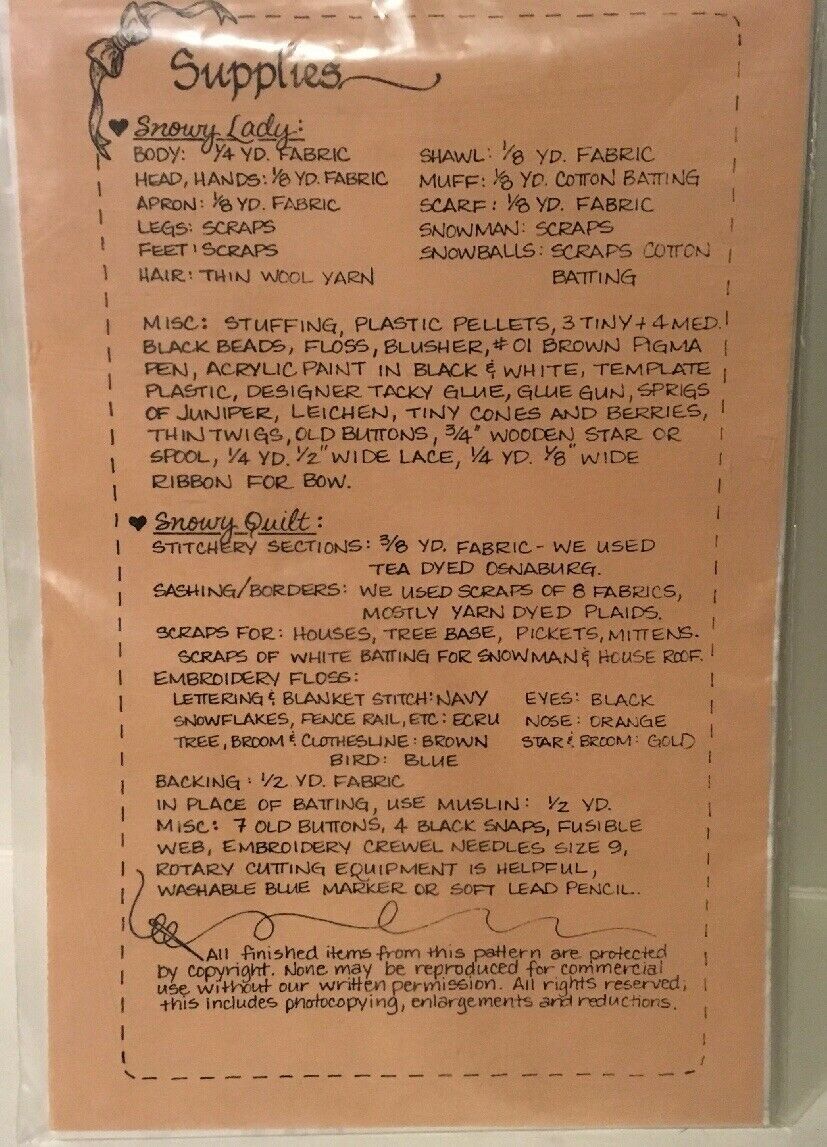 Supplies
♥ Snowy Lady:
BODY: 1/4 YD. FABRIC
HEAD, HANDS: 1/8 YD. FABRIC
APRON: 1/8 YD. FABRIC
LEGS: SCRAPS
FEET: SCRAPS
HAIR: THIN WOOL YARN
SHAWL: 1/8 YD. FABRIC
MUFF: 1/8 YD. COTTON BATTING
SCARF: 1/8 YD. FABRIC
SNOWMAN: SCRAPS
SNOWBALLS: SCRAPS COTTON
BATTING
MISC: STUFFING, PLASTIC PELLETS, 3 TINY + 4 MED.
BLACK BEADS, FLOSS, BLUSHER, #01 BROWN PIGMA
PEN, ACRYLIC PAINT IN BLACK & WHITE, TEMPLATE
PLASTIC, DESIGNER TACKY GLUE, GLUE GUN, SPRIGS
OF JUNIPER, LEICHEN, TINY CONES AND BERRIES,
THIN TWIGS, OLD BUTTONS, 3/4" WOODEN STAR OR
SPOOL, 1/4 YD. 1/2" WIDE LACE, 1/4 YD. 1/8" WIDE
RIBBON FOR BOW.
♥ Snowy Quilt:
STITCHERY SECTIONS: 3/8 YD. FABRIC - WE USED
TEA DYED OSNABURG.
SASHING/BORDERS: WE USED SCRAPS OF 8 FABRICS,
MOSTLY YARN DYED PLAIDS.
SCRAPS FOR: HOUSES, TREE BASE, PICKETS, MITTENS.
SCRAPS OF WHITE BATTING FOR SNOWMAN & HOUSE ROOF.
EMBROIDERY FLOSS:
LETTERING & BLANKET STITCH: NAVY EYES: BLACK
SNOWFLAKES, FENCE RAIL, ETC: ECRU NOSE: ORANGE
TREE, BROOM & CLOTHESLINE: BROWN STAR & BROOM: GOLD
BIRD: BLUE
BACKING: 1/2 YD. FABRIC
IN PLACE OF BATTING, USE MUSLIN: 1/2 YD.
MISC: 7 OLD BUTTONS, 4 BLACK SNAPS, FUSIBLE
WEB, EMBROIDERY CREWEL NEEDLES SIZE 9,
ROTARY CUTTING EQUIPMENT IS HELPFUL,
WASHABLE BLUE MARKER OR SOFT LEAD PENCIL.
All finished items from this pattern are protected
by copyright. None may be reproduced for commercial
use without our written permission. All rights reserved,
this includes photocopying, enlargements and reductions.